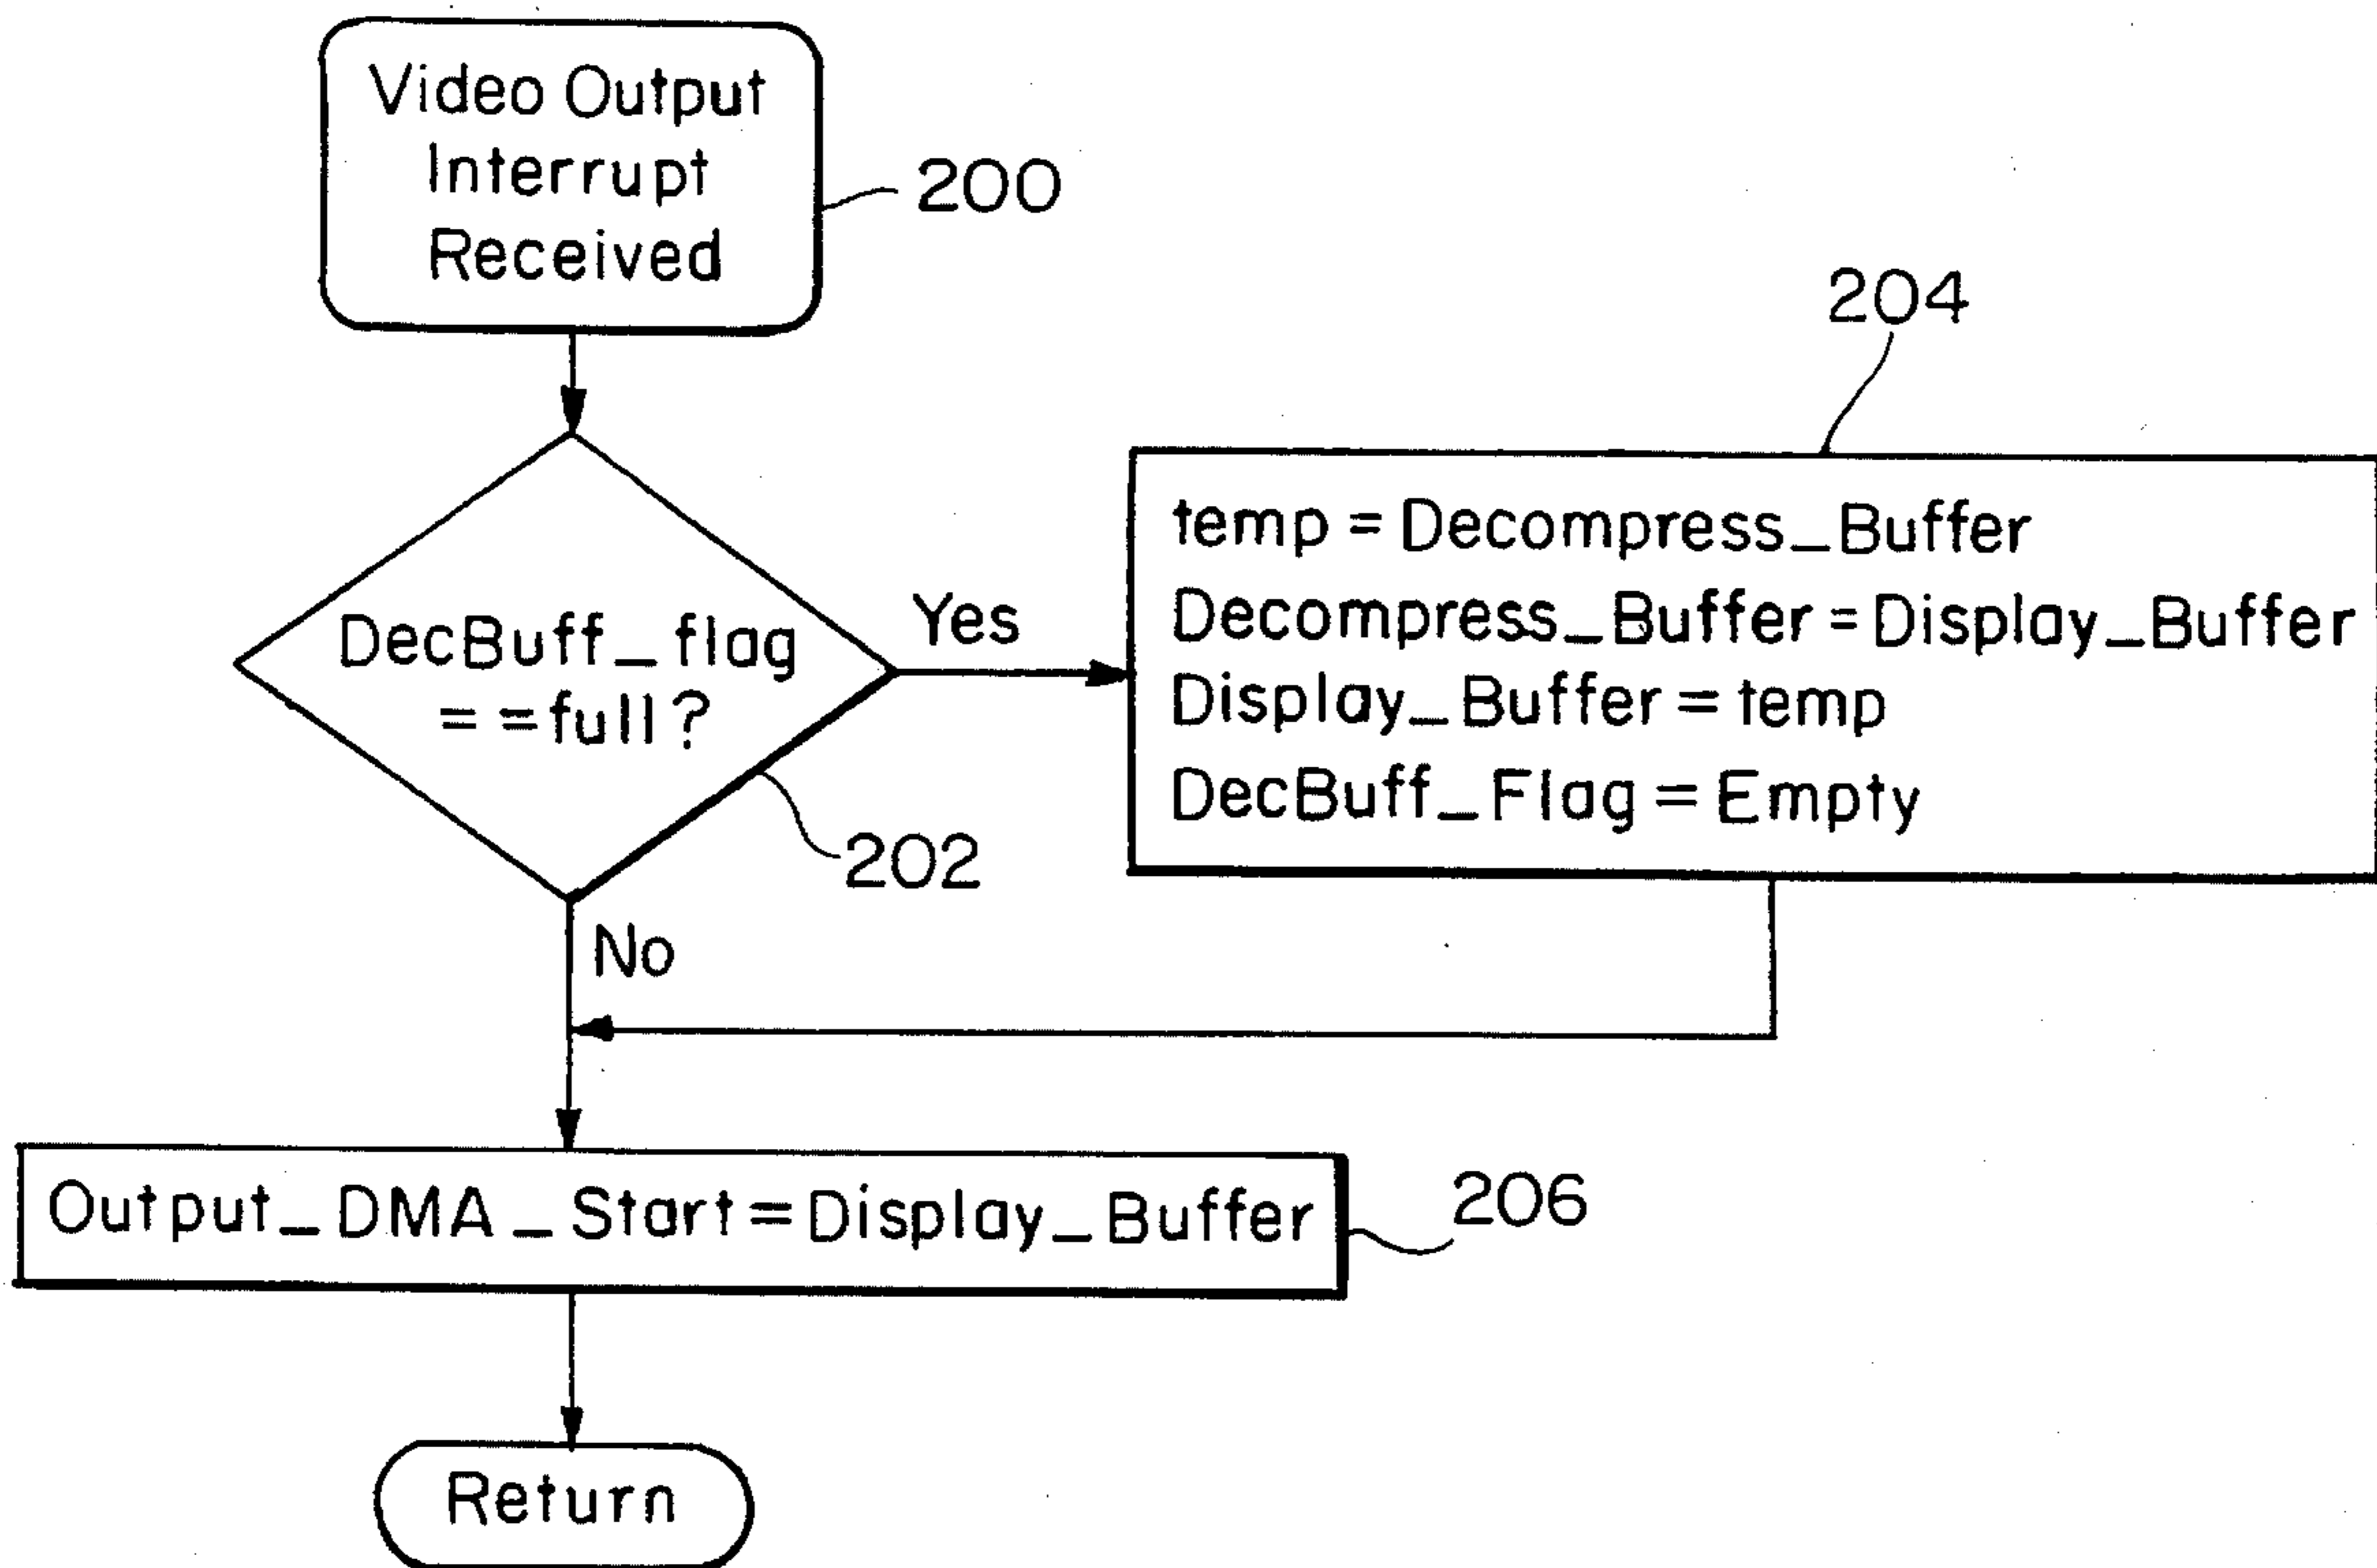 Video Output
Interrupt
Received
200
204
DecBuff_flag
==full?
Yes
202
temp = Decompress_Buffer
Decompress_Buffer = Display_Buffer
Display_Buffer = temp
DecBuff_Flag = Empty
No
Output_DMA_Start = Display_Buffer
206
Return